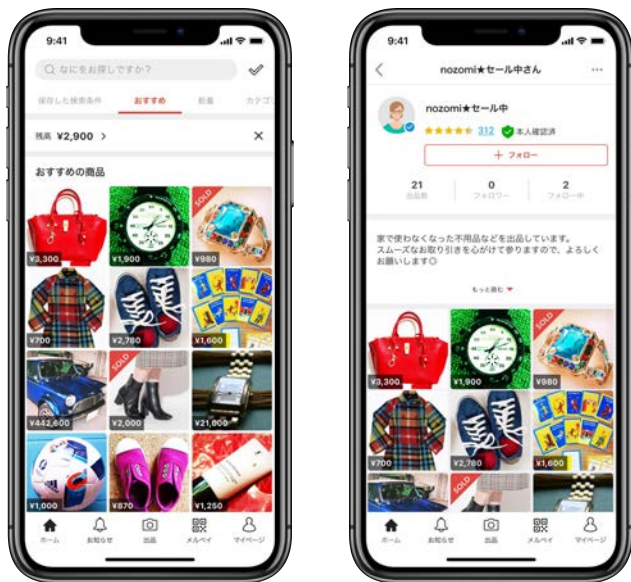 9:41
なにをお探しですか？
保存した検索条件
おすすめ
新着
カテゴリ
残高 ¥2,900 >
おすすめの商品
¥3,300
¥1,900
SOLD
¥980
¥700
¥2,780
¥1,600
¥442,600
SOLD
¥2,000
¥21,000
¥1,000
¥870
¥1,250
ホーム
お知らせ
出品
メルペイ
マイページ
9:41
nozomi★セール中さん
nozomi★セール中
312
本人確認済
＋ フォロー
21
0
2
出品数
フォロワー
フォロー中
家で使わなくなった不用品などを出品しています。
スムーズなお取り引きを心がけて参りますので、よろしく
お願いします◎
もっと読む
¥3,300
¥1,900
SOLD
¥980
¥700
¥2,780
¥1,600
SOLD
ホーム
お知らせ
出品
メルペイ
マイページ